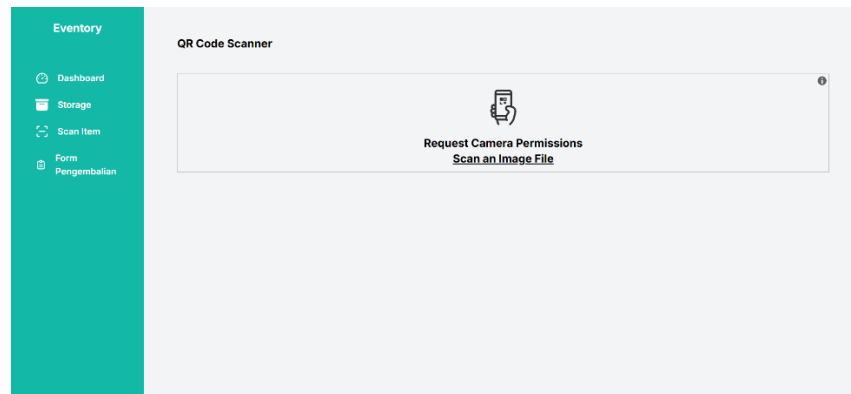 Eventory
Dashboard
Storage
Scan Item
Form
Pengembalian
QR Code Scanner
Request Camera Permissions
Scan an Image File